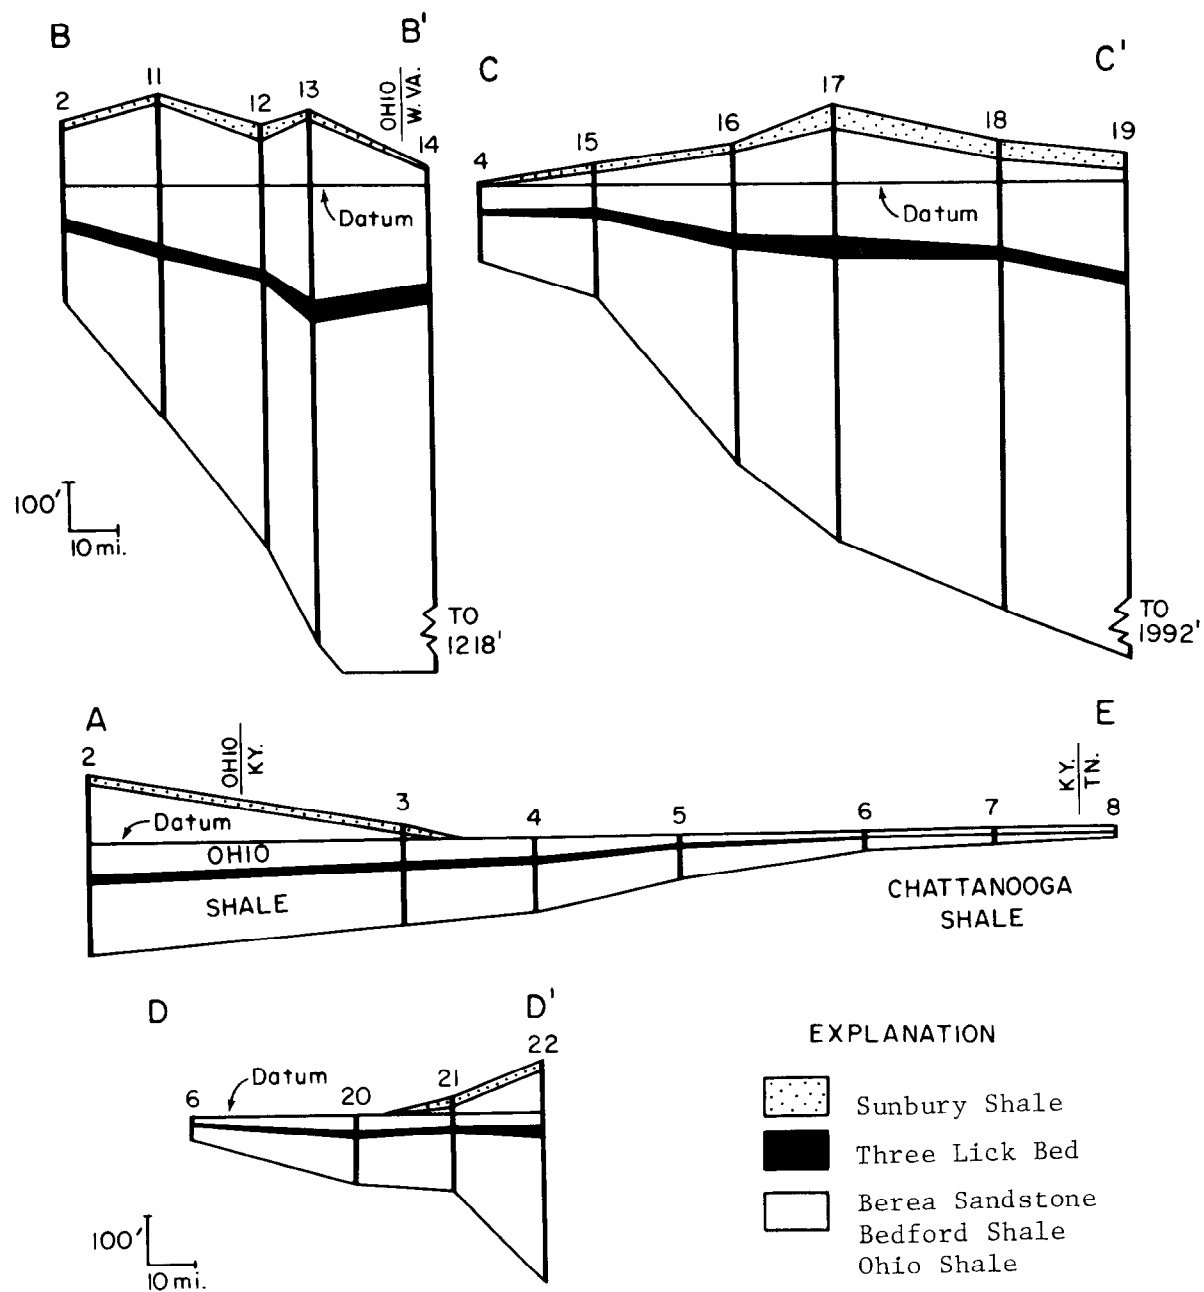 B
B'
2
11
12
13
OHIO
W. VA.
14
Datum
100'
10 mi.
TO
1218'
C
C'
4
15
16
17
18
19
Datum
TO
1992'
A
E
2
OHIO
KY.
3
4
5
6
7
KY.
TN.
8
Datum
OHIO
SHALE
CHATTANOOGA
SHALE
D
D'
6
Datum
20
21
22
100'
10 mi.
EXPLANATION
Sunbury Shale
Three Lick Bed
Berea Sandstone
Bedford Shale
Ohio Shale